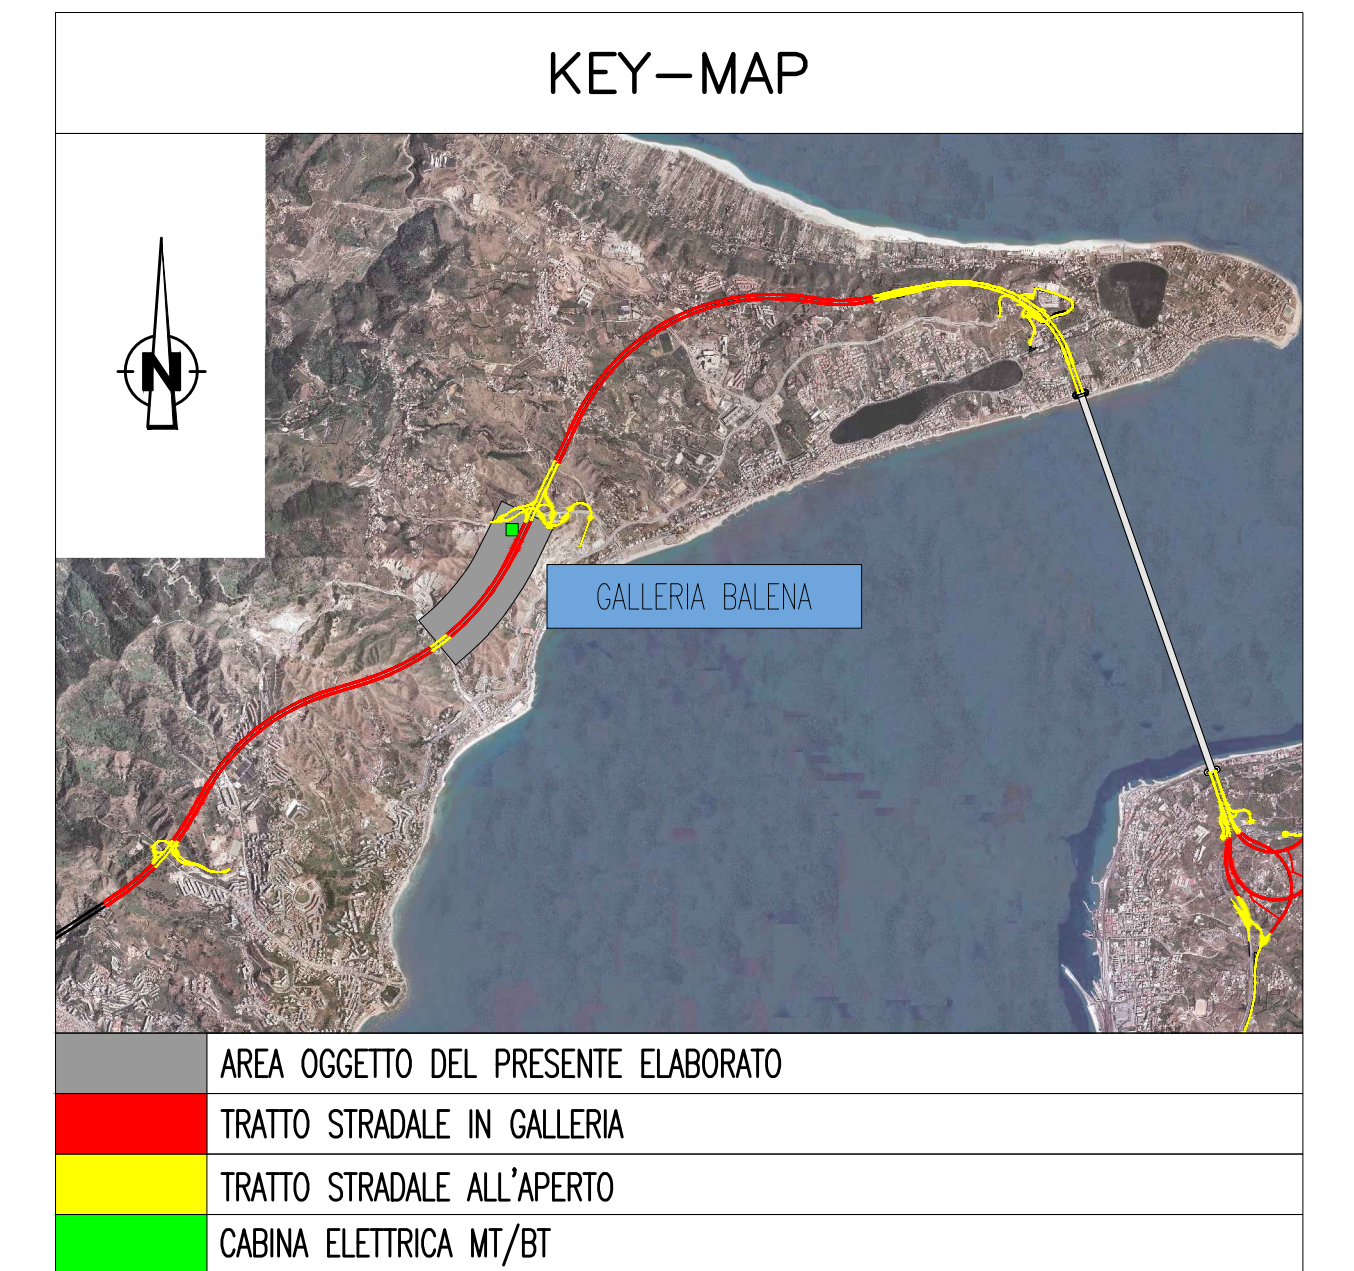 KEY-MAP
N
GALLERIA BALENA
AREA OGGETTO DEL PRESENTE ELABORATO
TRATTO STRADALE IN GALLERIA
TRATTO STRADALE ALL'APERTO
CABINA ELETTRICA MT/BT